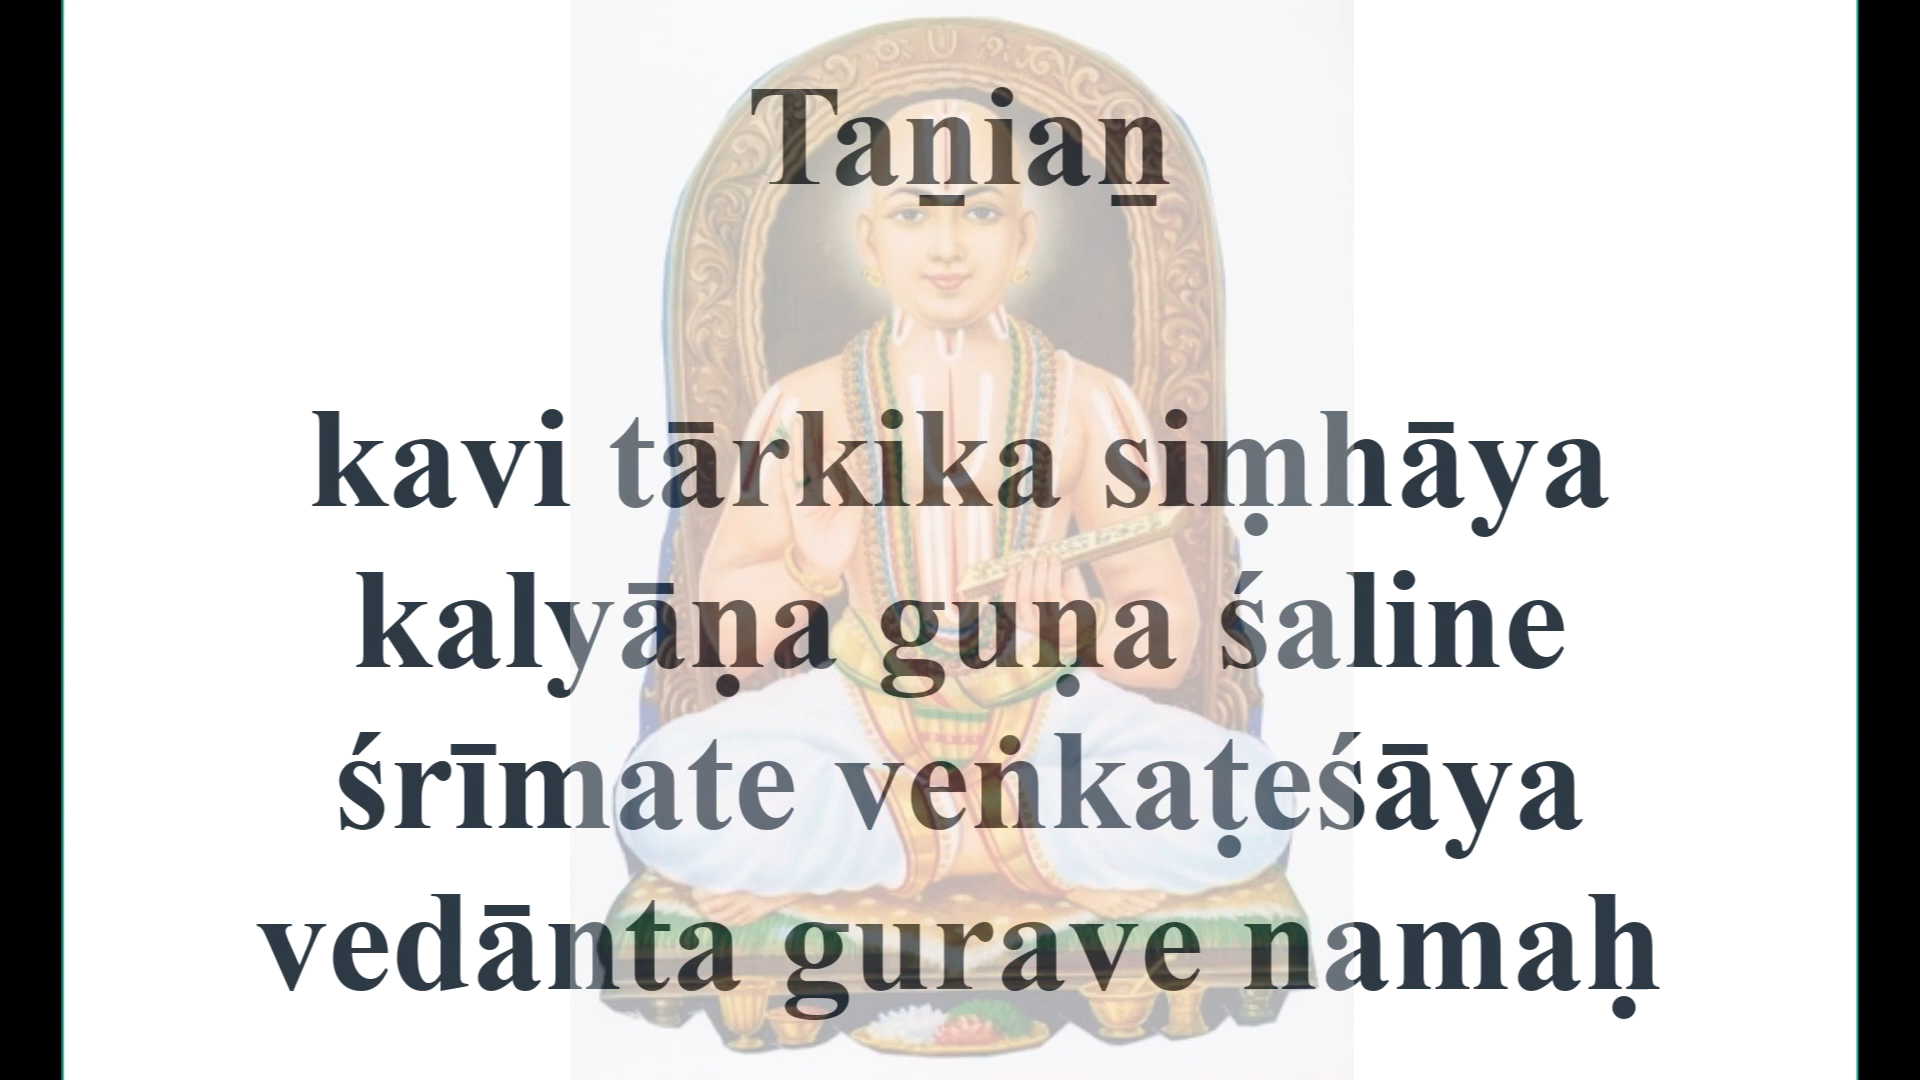 Taṉiaṉ
kavi tārkika siṃhāya
kalyāṇa guṇa śaline
śrīmate veṅkaṭeśāya
vedānta gurave namaḥ